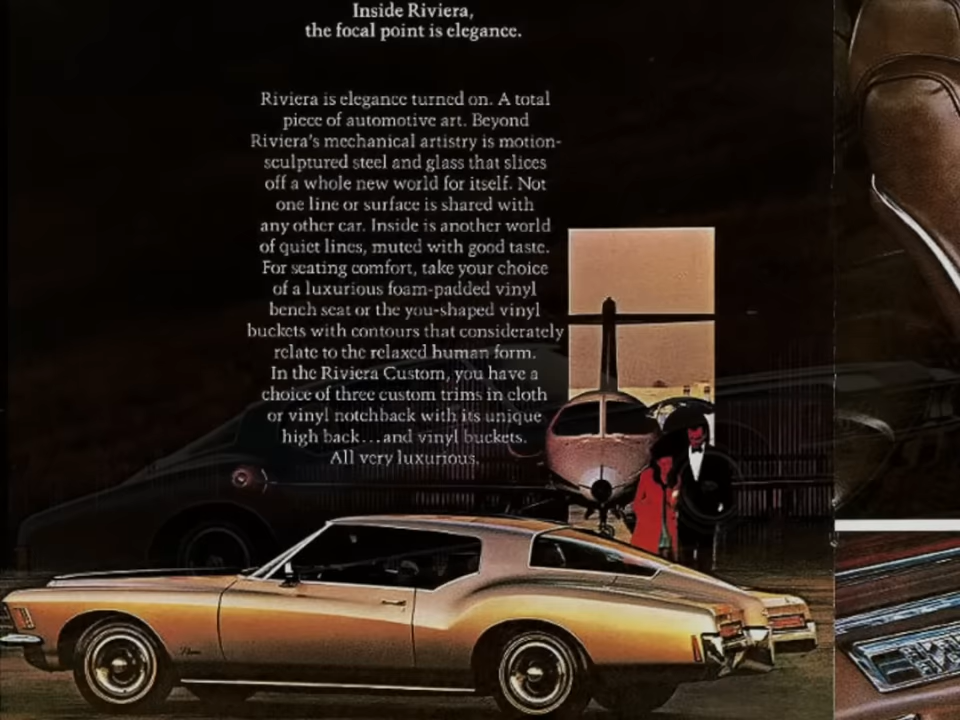 Inside Riviera,
the focal point is elegance.
Riviera is elegance turned on. A total
piece of automotive art. Beyond
Riviera's mechanical artistry is motion-
sculptured steel and glass that slices
off a whole new world for itself. Not
one line or surface is shared with
any other car. Inside is another world
of quiet lines, muted with good taste.
For seating comfort, take your choice
of a luxurious foam-padded vinyl
bench seat or the you-shaped vinyl
buckets with contours that considerately
relate to the relaxed human form.
In the Riviera Custom, you have a
choice of three custom trims in cloth
or vinyl notchback with its unique
high back...and vinyl buckets.
All very luxurious.